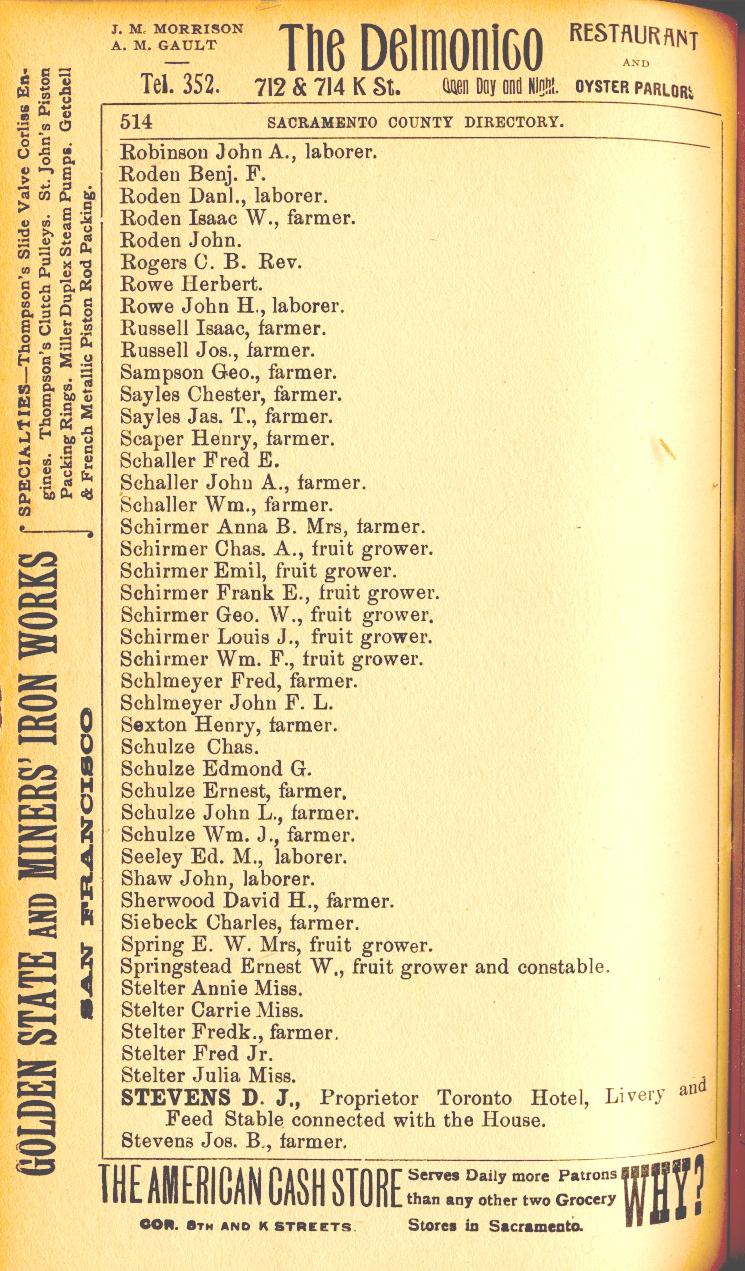 J. M. MORRISON
A. M. GAULT
Tel. 352.
The Delmonico
712 & 714 K St. Open Day and Night.
RESTAURANT
AND
OYSTER PARLORS
514 SACRAMENTO COUNTY DIRECTORY.
Robinson John A., laborer.
Roden Benj. F.
Roden Danl., laborer.
Roden Isaac W., farmer.
Roden John.
Rogers C. B. Rev.
Rowe Herbert.
Rowe John H., laborer.
Russell Isaac, farmer.
Russell Jos., farmer.
Sampson Geo., farmer.
Sayles Chester, farmer.
Sayles Jas. T., farmer.
Scaper Henry, farmer.
Schaller Fred E.
Schaller John A., farmer.
Schaller Wm., farmer.
Schirmer Anna B. Mrs, farmer.
Schirmer Chas. A., fruit grower.
Schirmer Emil, fruit grower.
Schirmer Frank E., fruit grower.
Schirmer Geo. W., fruit grower.
Schirmer Louis J., fruit grower.
Schirmer Wm. F., fruit grower.
Schlmeyer Fred, farmer.
Schlmeyer John F. L.
Sexton Henry, farmer.
Schulze Chas.
Schulze Edmond G.
Schulze Ernest, farmer.
Schulze John L., farmer.
Schulze Wm. J., farmer.
Seeley Ed. M., laborer.
Shaw John, laborer.
Sherwood David H., farmer.
Siebeck Charles, farmer.
Spring E. W. Mrs, fruit grower.
Springstead Ernest W., fruit grower and constable.
Stelter Annie Miss.
Stelter Carrie Miss.
Stelter Fredk., farmer.
Stelter Fred Jr.
Stelter Julia Miss.
STEVENS D. J., Proprietor Toronto Hotel, Livery and
Feed Stable connected with the House.
Stevens Jos. B., farmer.
THE AMERICAN CASH STORE
COR. 8TH AND K STREETS.
Serves Daily more Patrons
than any other two Grocery
Stores in Sacramento.
WHY?
GOLDEN STATE AND MINERS' IRON WORKS
SAN FRANCISCO
SPECIALTIES—Thompson's Slide Valve Corliss En-
gines. Thompson's Clutch Pulleys. St. John's Piston
Packing Rings. Miller Duplex Steam Pumps. Getchell
& French Metallic Piston Rod Packing.